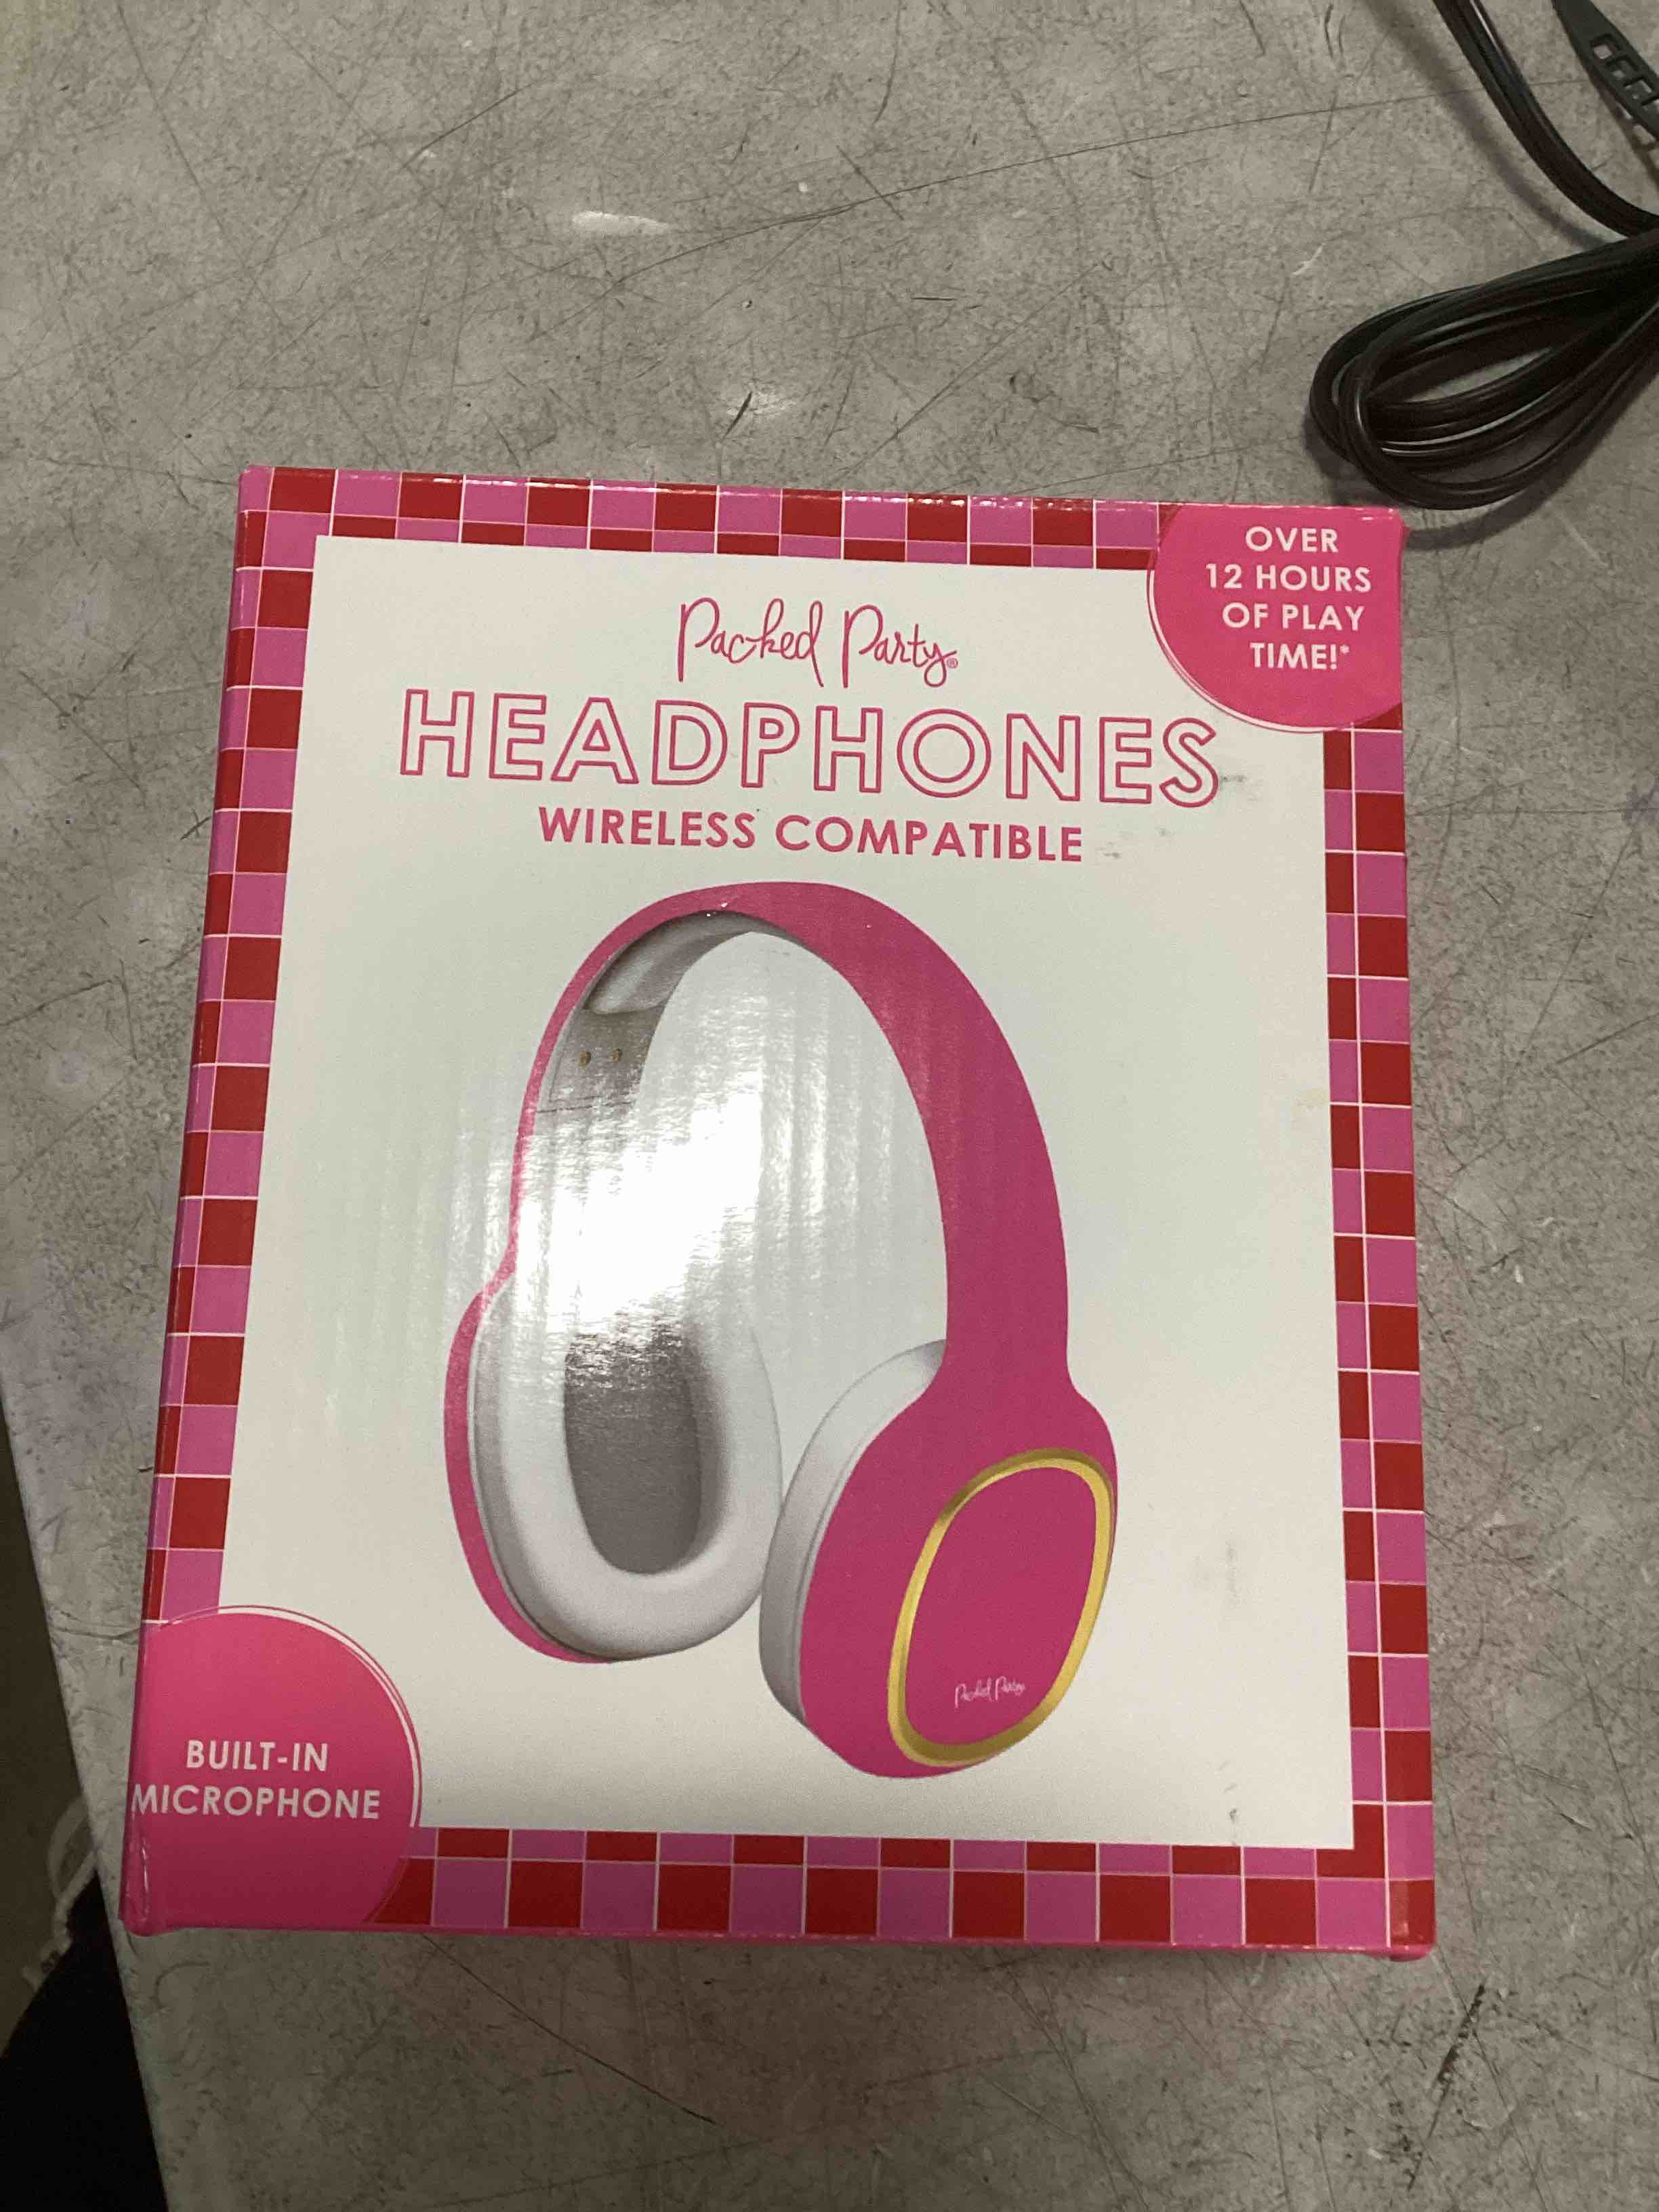 OVER
12 HOURS
OF PLAY
TIME!*
Packed Party®
HEADPHONES
WIRELESS COMPATIBLE
Packed Party
BUILT-IN
MICROPHONE